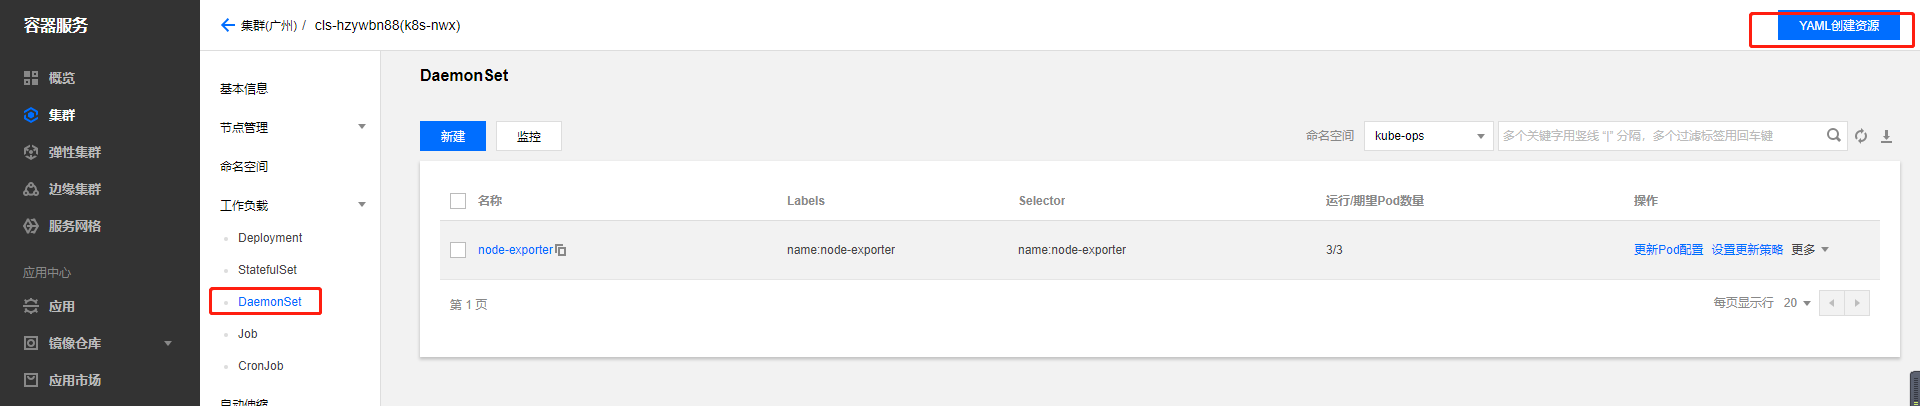 容器服务
概览
集群
弹性集群
边缘集群
服务网格
应用中心
应用
镜像仓库
应用市场
集群(广州) / cls-hzywbn88(k8s-nwx)
YAML创建资源
基本信息
节点管理
命名空间
工作负载
Deployment
StatefulSet
DaemonSet
Job
CronJob
自动伸缩
DaemonSet
新建 监控
命名空间 kube-ops 多个关键字用竖线 "|" 分隔，多个过滤标签用回车键
名称 Labels Selector 运行/期望Pod数量 操作
node-exporter name:node-exporter name:node-exporter 3/3 更新Pod配置 设置更新策略 更多
第 1 页 每页显示行 20